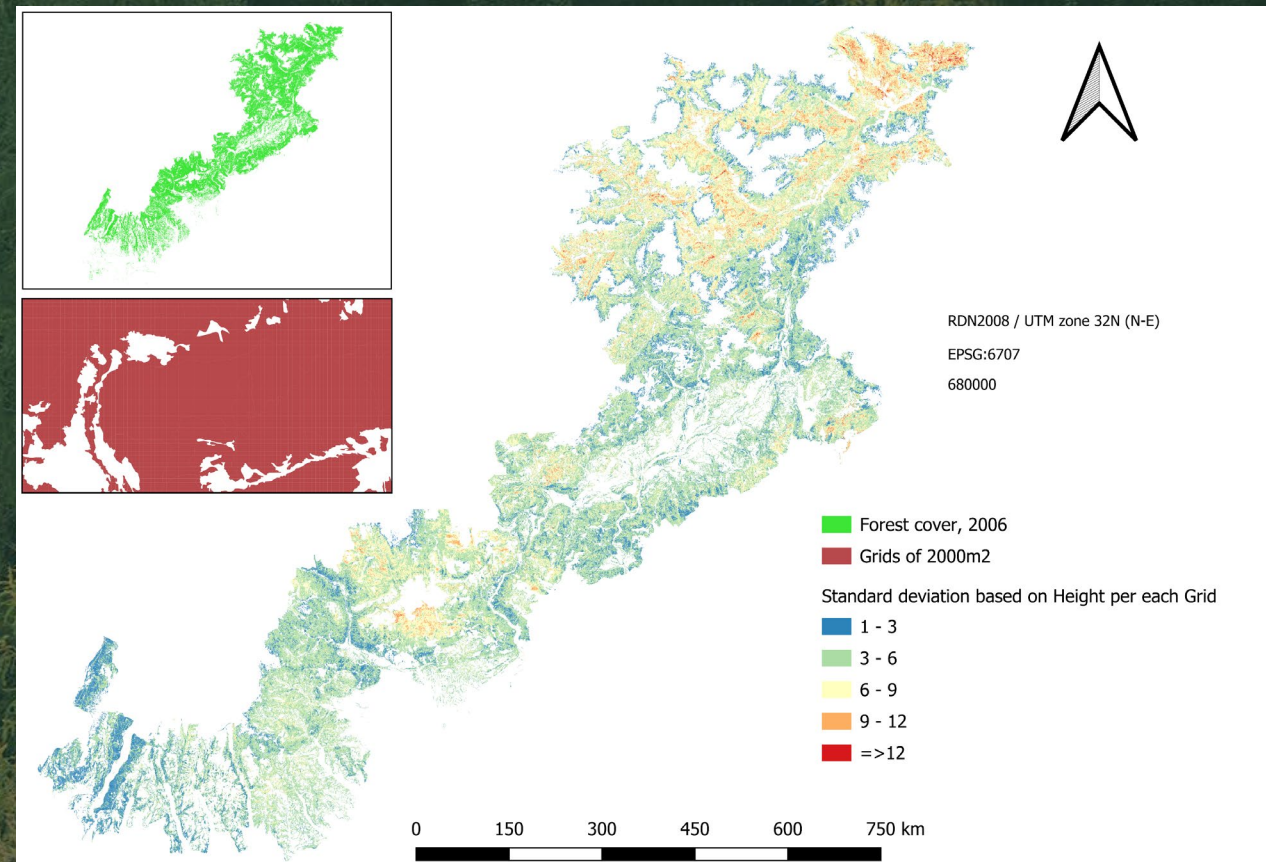 RDN2008 / UTM zone 32N (N-E)
EPSG:6707
680000
Forest cover, 2006
Grids of 2000m2
Standard deviation based on Height per each Grid
1 - 3
3 - 6
6 - 9
9 - 12
=>12
0 150 300 450 600 750 km